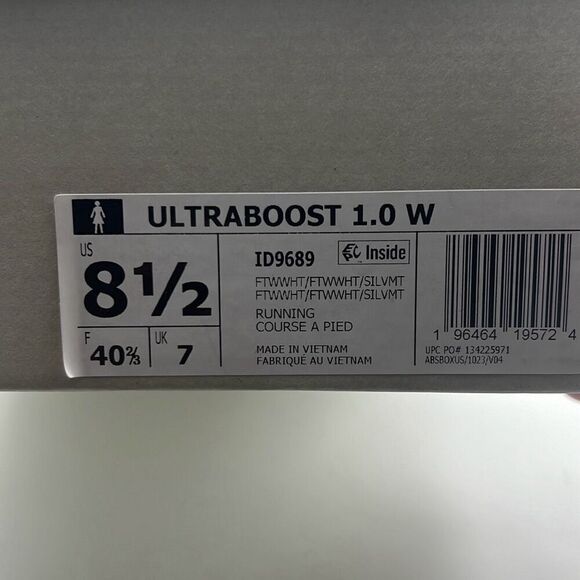 ULTRABOOST 1.0 W
US
8½
F
40⅔
UK
7
ID9689
Inside
FTWWHT/FTWWHT/SILVMT
FTWWHT/FTWWHT/SILVMT
RUNNING
COURSE A PIED
MADE IN VIETNAM
FABRIQUÉ AU VIETNAM
1 96464 19572 4
UPC PO# 134225971
ABSBOXUS/1023/V04